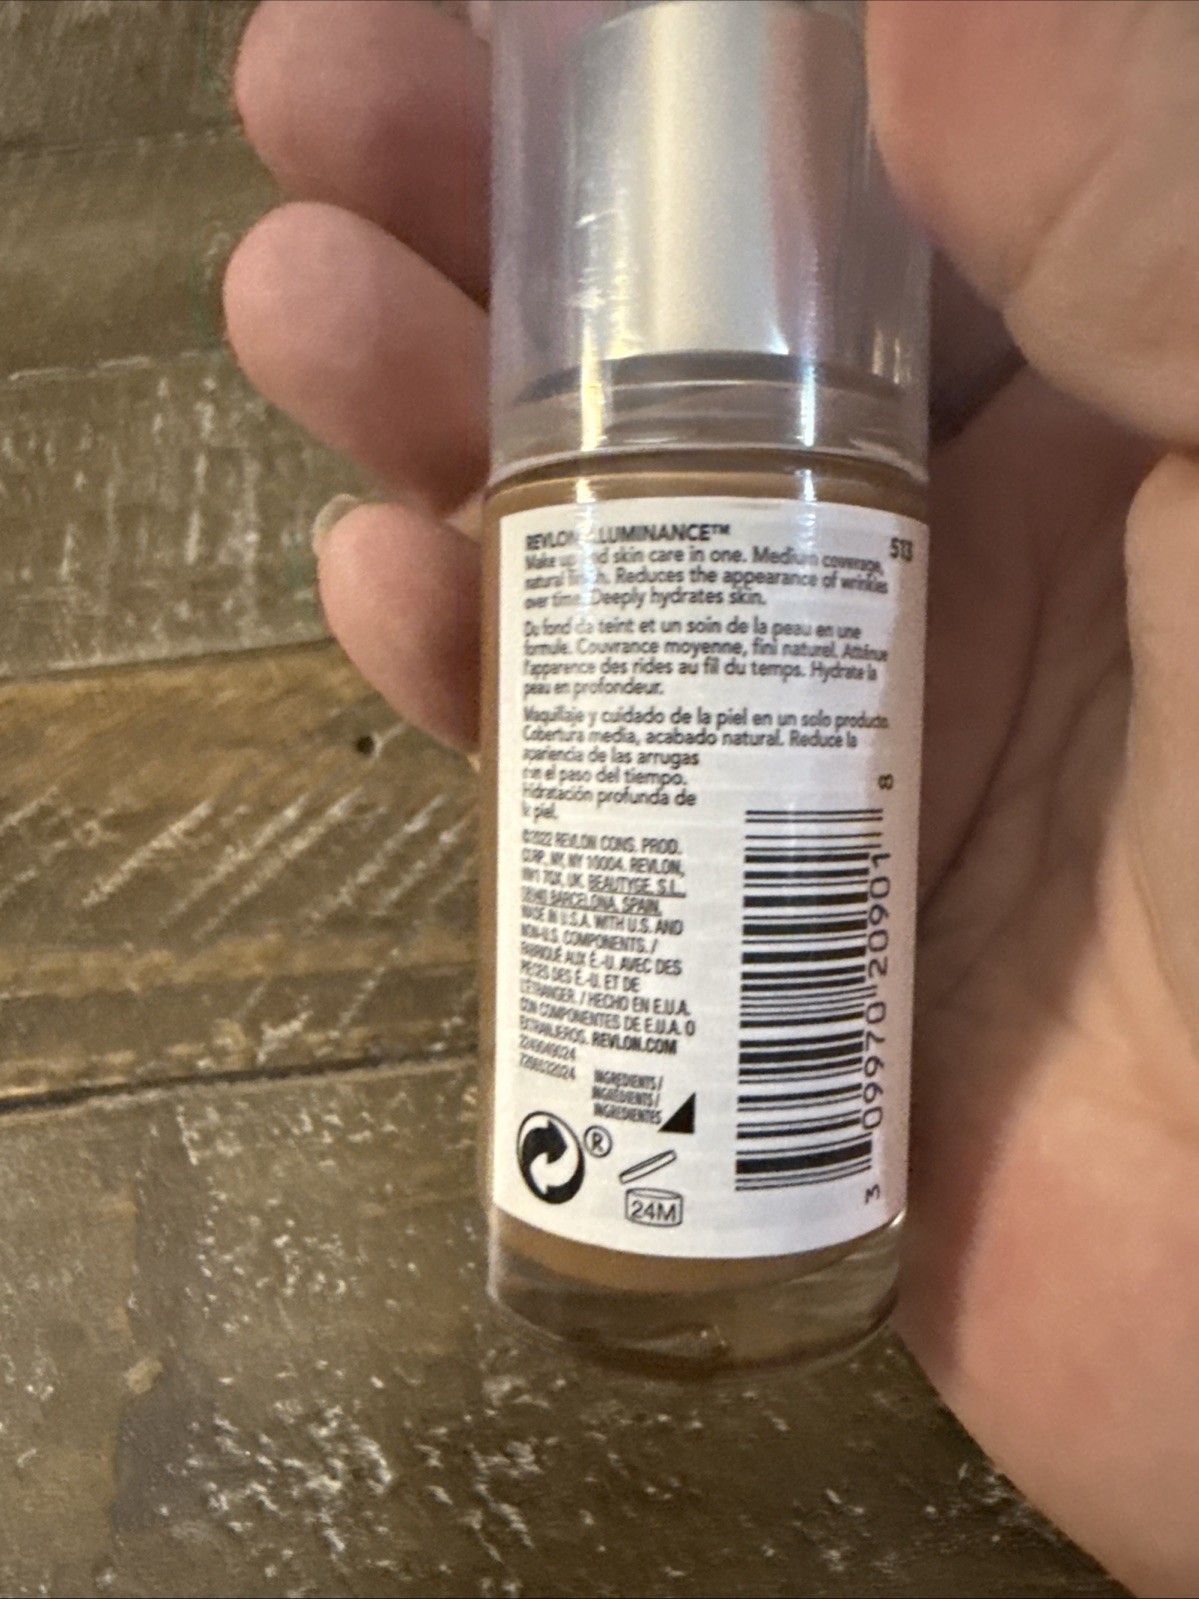 REVLON ILLUMINANCE™
513
Make up and skin care in one. Medium coverage,
natural finish. Reduces the appearance of wrinkles
over time. Deeply hydrates skin.
Du fond de teint et un soin de la peau en une
formule. Couvrance moyenne, fini naturel. Atténue
l'apparence des rides au fil du temps. Hydrate la
peau en profondeur.
Maquillaje y cuidado de la piel en un solo producto.
Cobertura media, acabado natural. Reduce la
apariencia de las arrugas
con el paso del tiempo.
Hidratación profunda de
la piel.
©2022 REVLON CONS. PROD.
CORP., NY, NY 10004. REVLON,
NW1 7QX, UK. BEAUTYGE, S.L.,
08040 BARCELONA, SPAIN.
MADE IN U.S.A. WITH U.S. AND
NON-U.S. COMPONENTS. /
FABRIQUÉ AUX É.-U. AVEC DES
PIÈCES DES É.-U. ET DE
L'ÉTRANGER. / HECHO EN E.U.A.
CON COMPONENTES DE E.U.A. O
EXTRANJEROS. REVLON.COM
INGREDIENTS /
INGRÉDIENTS /
INGREDIENTES
®
24M
3 09970 20901 8